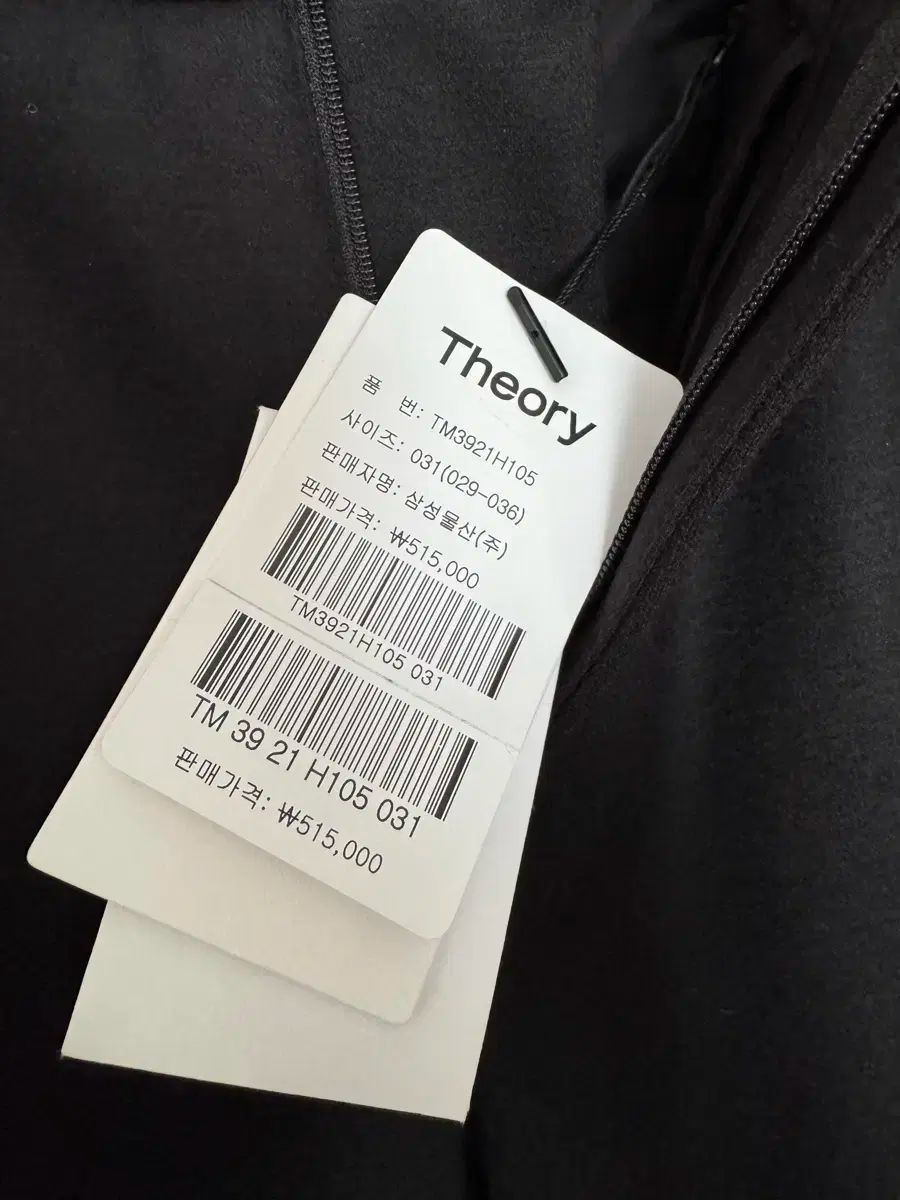 Theory
품 번: TM3921H105
사이즈: 031(029-036)
판매자명: 삼성물산(주)
판매가격: ₩515,000
TM3921H105 031
TM 39 21 H105 031
판매가격: ₩515,000